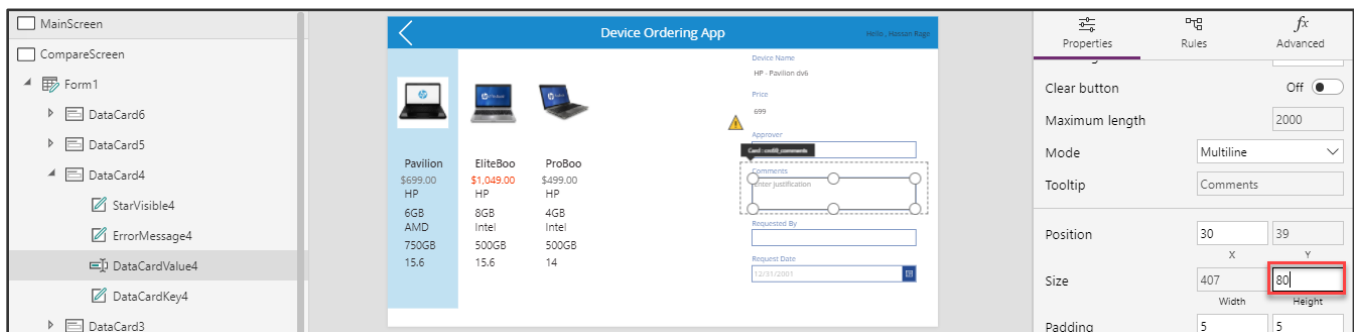 MainScreen
CompareScreen
Form1
DataCard6
DataCard5
DataCard4
StarVisible4
ErrorMessage4
DataCardValue4
DataCardKey4
DataCard3
Device Ordering App
Hello, Hassan Rage
Pavilion EliteBoo ProBoo
$699.00 $1,049.00 $499.00
HP HP HP
6GB 8GB 4GB
AMD Intel Intel
750GB 500GB 500GB
15.6 15.6 14
Device Name
HP - Pavilion dv6
Price
699
Approver
Comments
Enter justification
Requested By
Request Date
12/31/2001
Properties Rules Advanced
Clear button Off
Maximum length 2000
Mode Multiline
Tooltip Comments
Position 30 39
X Y
Size 407 80
Width Height
Padding 5 5